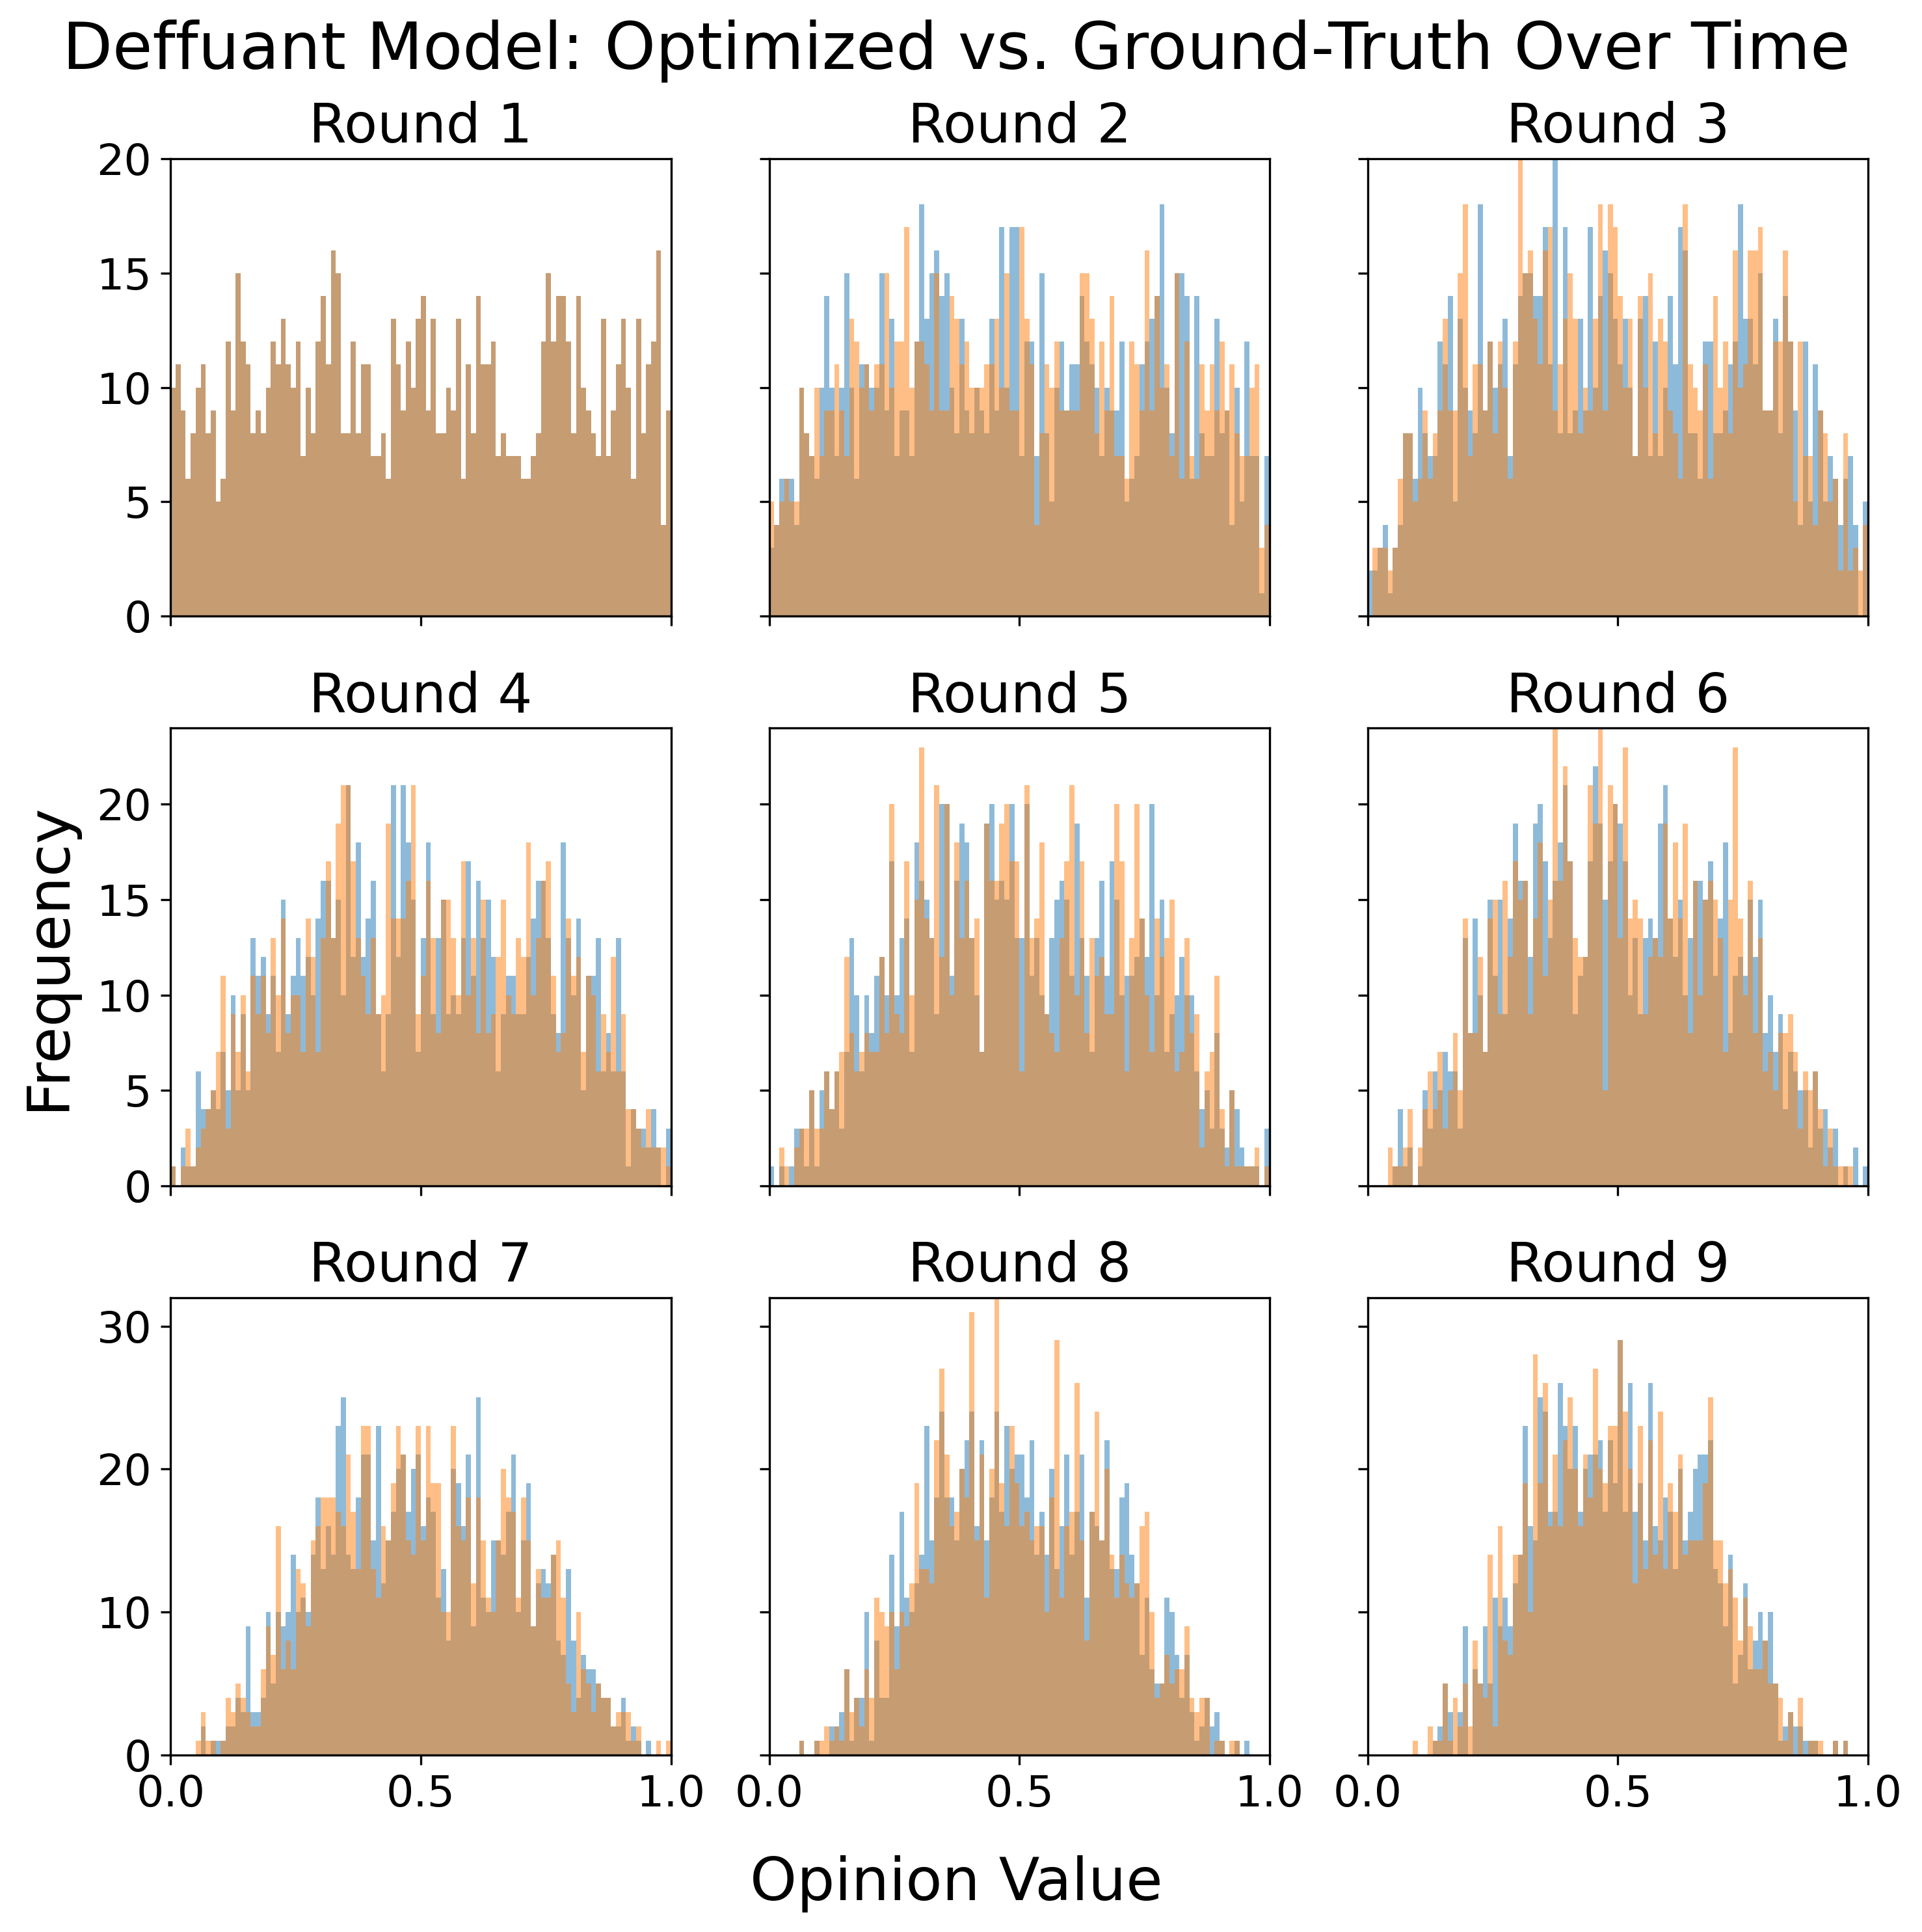 Deffuant Model: Optimized vs. Ground-Truth Over Time
Round 1
Round 2
Round 3
20
15
10
5
0
Round 4
Round 5
Round 6
20
15
10
5
0
Frequency
Round 7
Round 8
Round 9
30
20
10
0
0.0 0.5 1.0 0.0 0.5 1.0 0.0 0.5 1.0
Opinion Value